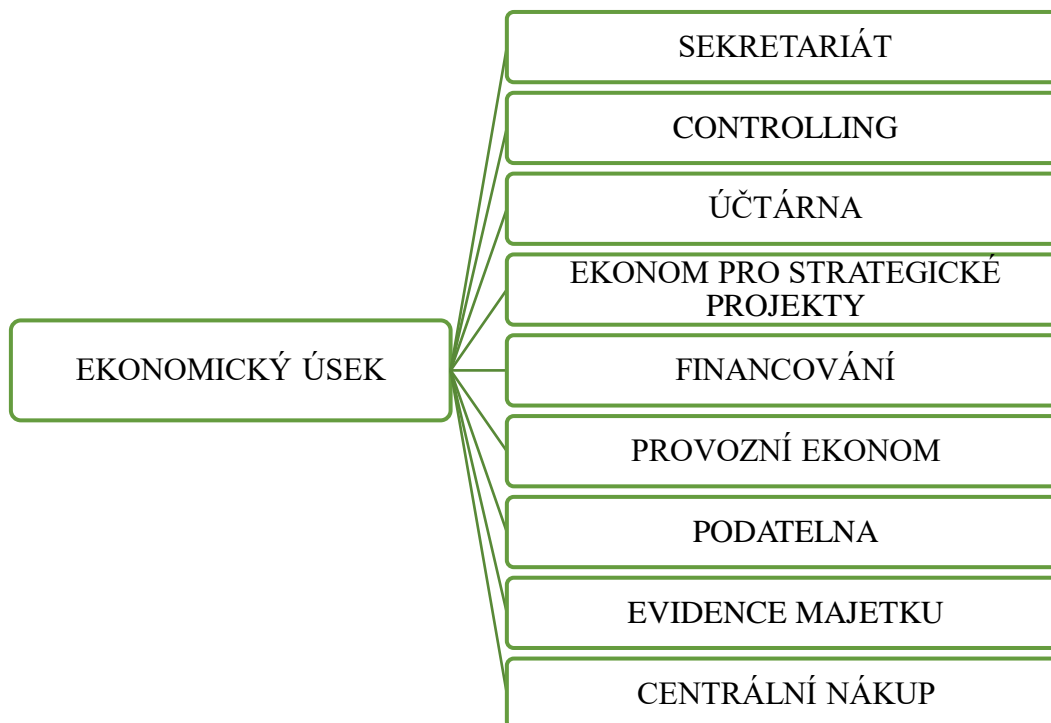 SEKRETARIÁT
CONTROLLING
ÚČTÁRNA
EKONOM PRO STRATEGICKÉ
PROJEKTY
EKONOMICKÝ ÚSEK
FINANCOVÁNÍ
PROVOZNÍ EKONOM
PODATELNA
EVIDENCE MAJETKU
CENTRÁLNÍ NÁKUP